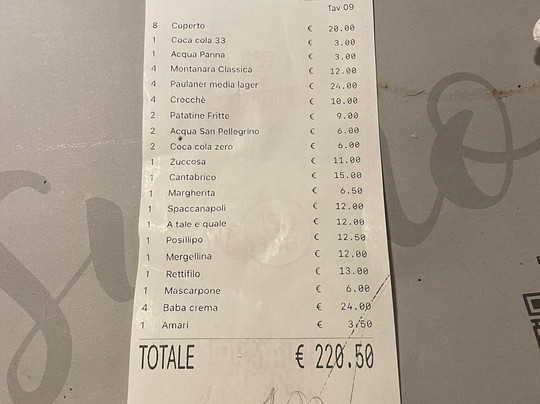 Tav 09
8 Coperto € 20.00
1 Coca cola 33 € 3.00
1 Acqua Panna € 3.00
4 Montanara Classica € 12.00
4 Paulaner media lager € 24.00
4 Crocchè € 10.00
2 Patatine Fritte € 9.00
2 Acqua San Pellegrino € 6.00
2 Coca cola zero € 6.00
1 Zuccosa € 11.00
1 Cantabrico € 15.00
1 Margherita € 6.50
1 Spaccanapoli € 12.00
1 A tale e quale € 12.00
1 Posillipo € 12.50
1 Mergellina € 12.00
1 Rettifilo € 13.00
1 Mascarpone € 6.00
4 Baba crema € 24.00
1 Amari € 3.50
TOTALE € 220.50